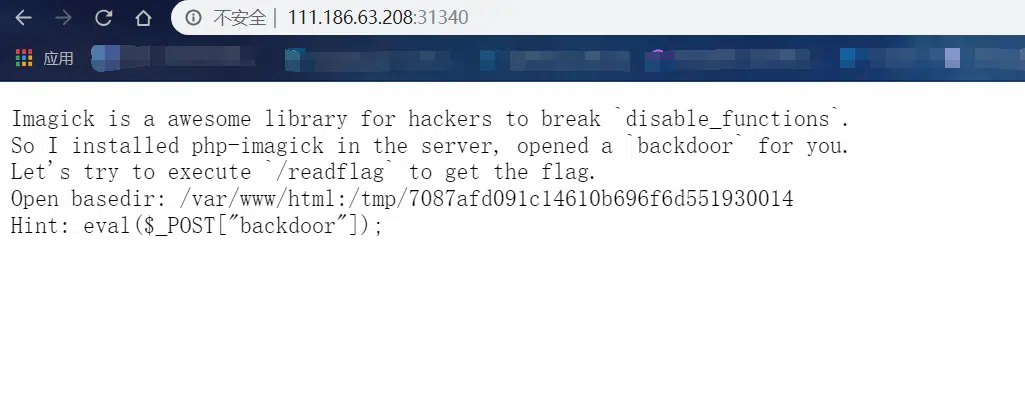 不安全 | 111.186.63.208:31340
应用
Imagick is a awesome library for hackers to break `disable_functions`.
So I installed php-imagick in the server, opened a `backdoor` for you.
Let's try to execute `/readflag` to get the flag.
Open basedir: /var/www/html:/tmp/7087afd091c14610b696f6d551930014
Hint: eval($_POST["backdoor"]);